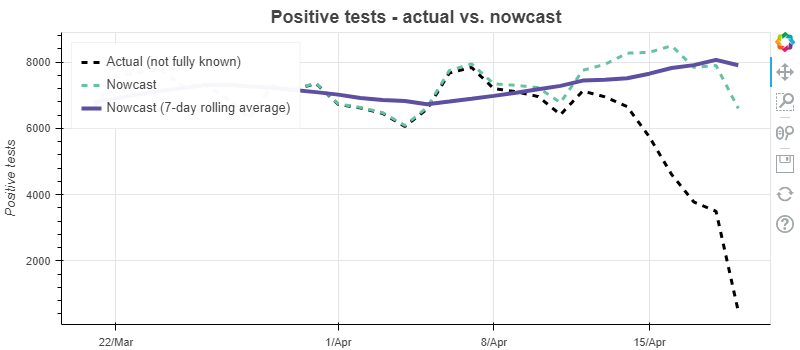 Positive tests - actual vs. nowcast
Actual (not fully known)
Nowcast
Nowcast (7-day rolling average)
8000
6000
4000
2000
Positive tests
22/Mar
1/Apr
8/Apr
15/Apr